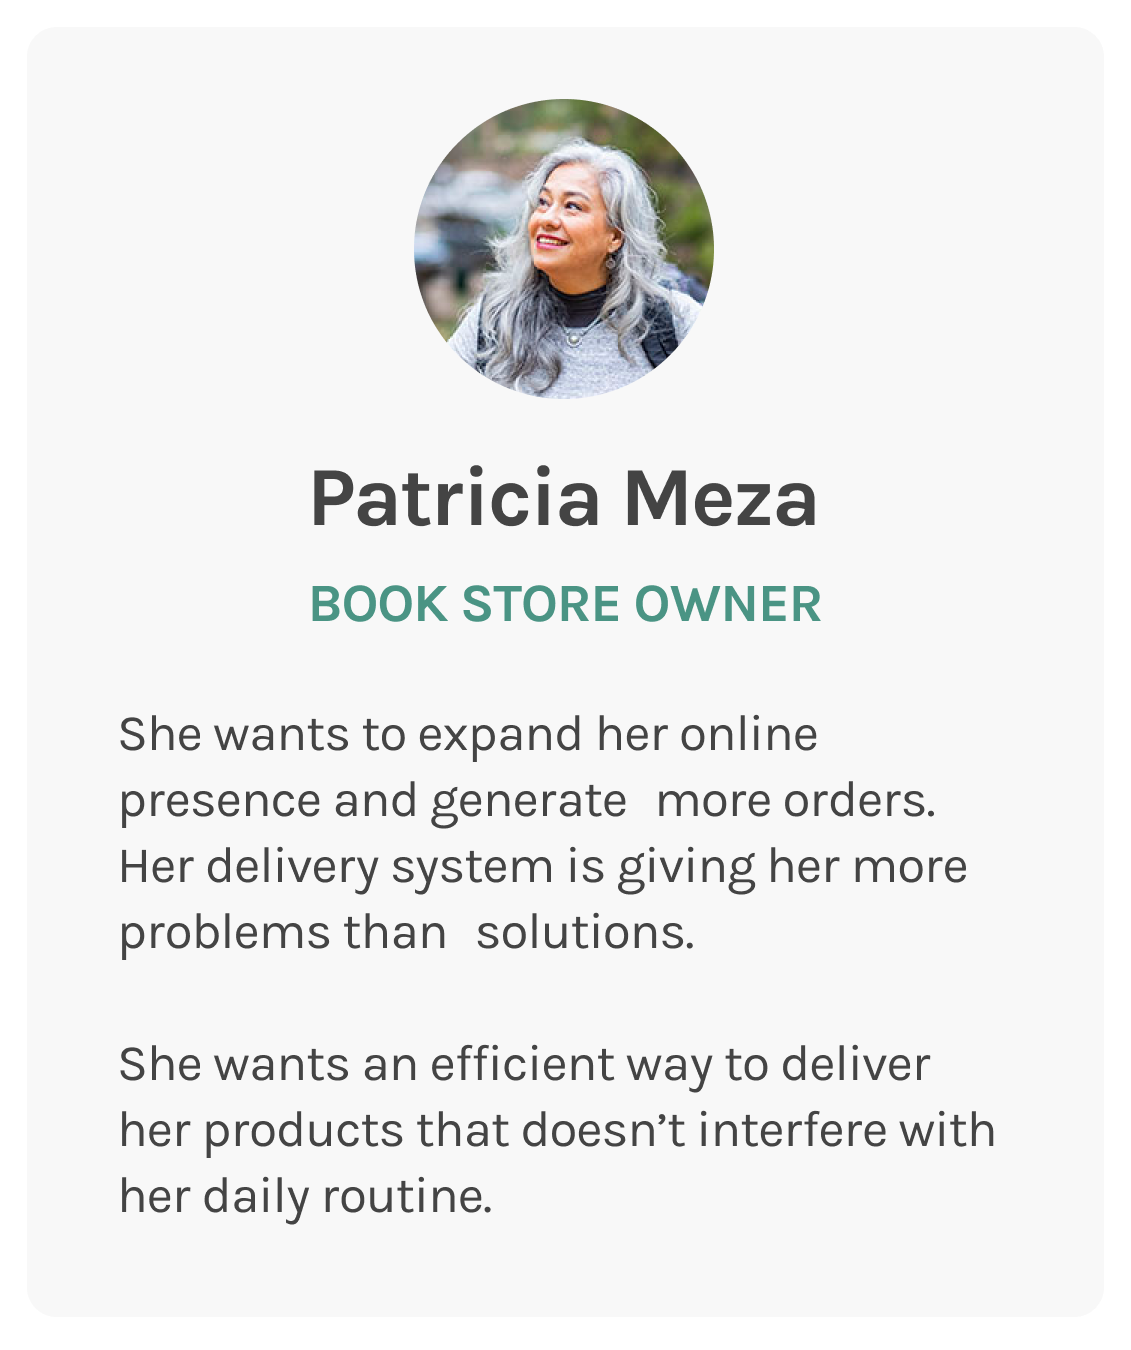 Patricia Meza
BOOK STORE OWNER
She wants to expand her online
presence and generate  more orders.
Her delivery system is giving her more
problems than  solutions.
She wants an efficient way to deliver
her products that doesn’t interfere with
her daily routine.